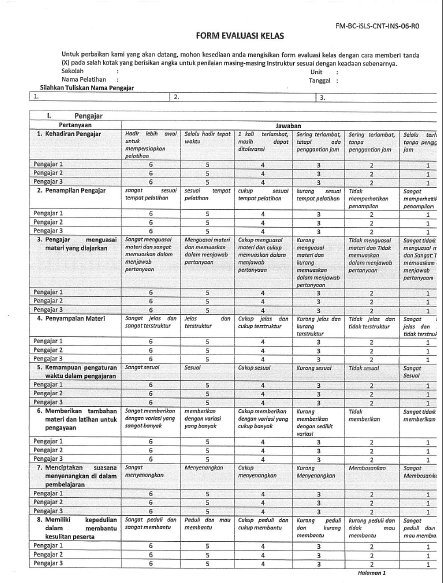 FM-BC-ISLS-CNT-INS-06-R0
FORM EVALUASI KELAS
Untuk perbaikan kami yang akan datang, mohon kesediaan anda mengisikan form evaluasi kelas dengan cara memberi tanda
(X) pada salah kotak yang berisikan angka untuk penilaian masing-masing Instruktur sesuai dengan keadaan sebenarnya.
Sekolah : Unit :
Nama Pelatihan : Tanggal :
Silahkan Tuliskan Nama Pengajar
1. 2. 3.
I. Pengajar
Pertanyaan Jawaban
1. Kehadiran Pengajar Hadir lebih awal untuk mempersiapkan pelatihan Selalu hadir tepat waktu 1 kali terlambat, masih dapat ditoleransi Sering terlambat, tetapi ada penggantian jam Sering terlambat, tanpa penggantian jam Selalu tanpa jam
Pengajar 1 6 5 4 3 2 1
Pengajar 2 6 5 4 3 2 1
Pengajar 3 6 5 4 3 2 1
2. Penampilan Pengajar sangat sesuai tempat pelatihan sesuai tempat pelatihan cukup sesuai tempat pelatihan kurang sesuai tempat pelatihan Tidak memperhatikan penampilan Sangat penampilan
Pengajar 1 6 5 4 3 2 1
Pengajar 2 6 5 4 3 2 1
Pengajar 3 6 5 4 3 2 1
3. Pengajar menguasai materi yang diajarkan Sangat menguasai materi dan sangat memuaskan dalam menjawab pertanyaan Menguasai materi dan memuaskan dalam menjawab pertanyaan Cukup menguasai materi dan cukup memuaskan dalam menjawab pertanyaan Kurang menguasai materi dan kurang memuaskan dalam menjawab pertanyaan Tidak menguasai materi dan Tidak memuaskan dalam menjawab pertanyaan Sangat tidak menguasai dan Sangat memuaskan menjawab pertanyaan
Pengajar 1 6 5 4 3 2 1
Pengajar 2 6 5 4 3 2 1
Pengajar 3 6 5 4 3 2 1
4. Penyampaian Materi Sangat jelas dan sangat terstruktur Jelas dan terstruktur Cukup jelas dan cukup terstruktur Kurang jelas dan kurang terstruktur Tidak jelas dan tidak terstruktur Sangat jelas dan tidak
Pengajar 1 6 5 4 3 2 1
Pengajar 2 6 5 4 3 2 1
Pengajar 3 6 5 4 3 2 1
5. Kemampuan pengaturan waktu dalam pengajaran Sangat sesuai Sesuai Cukup sesuai Kurang sesuai Tidak sesuai Sangat Sesuai
Pengajar 1 6 5 4 3 2 1
Pengajar 2 6 5 4 3 2 1
Pengajar 3 6 5 4 3 2 1
6. Memberikan tambahan materi dan latihan untuk pengayaan Sangat memberikan dengan variasi yang sangat banyak memberikan dengan variasi yang banyak Cukup memberikan dengan variasi yang cukup banyak Kurang memberikan dengan sedikit variasi Tidak memberikan Sangat tidak memberikan
Pengajar 1 6 5 4 3 2 1
Pengajar 2 6 5 4 3 2 1
Pengajar 3 6 5 4 3 2 1
7. Menciptakan suasana menyenangkan di dalam pembelajaran Sangat menyenangkan Menyenangkan Cukup menyenangkan Kurang Menyenangkan Membosankan Sangat
Pengajar 1 6 5 4 3 2 1
Pengajar 2 6 5 4 3 2 1
Pengajar 3 6 5 4 3 2 1
8. Memiliki kepedulian dalam membantu kesulitan peserta Sangat peduli dan sangat membantu Peduli dan mau membantu Cukup peduli dan cukup membantu Kurang peduli dan kurang membantu kurang peduli dan tidak mau membantu Sangat peduli dan mau
Pengajar 1 6 5 4 3 2 1
Pengajar 2 6 5 4 3 2 1
Pengajar 3 6 5 4 3 2 1
Halaman 1